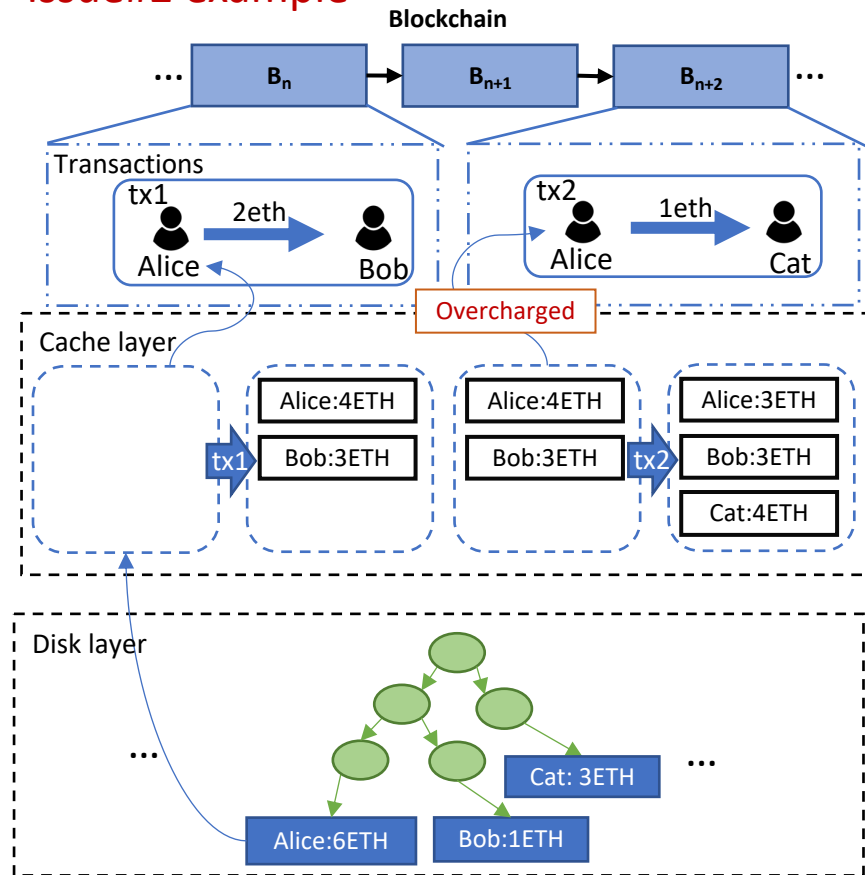 Blockchain
... Bn Bn+1 Bn+2 ...
Transactions
tx1
2eth
Alice
Bob
tx2
1eth
Alice
Cat
Overcharged
Cache layer
Alice:4ETH
Bob:3ETH
tx1
Alice:4ETH
Bob:3ETH
tx2
Alice:3ETH
Bob:3ETH
Cat:4ETH
Disk layer
...
Cat: 3ETH
...
Alice:6ETH
Bob:1ETH